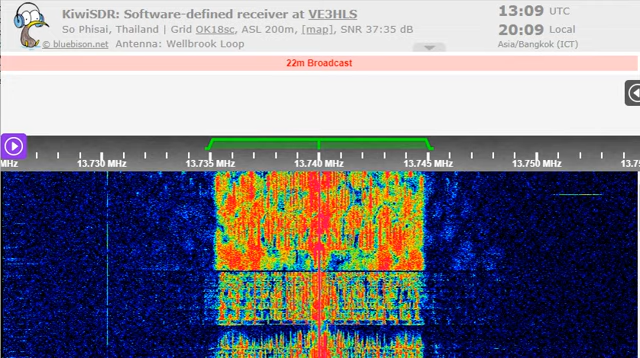 KiwiSDR: Software-defined receiver at VE3HLS
So Phisai, Thailand | Grid OK18sc, ASL 200m, [map], SNR 37:35 dB
© bluebison.net Antenna: Wellbrook Loop
13:09 UTC
20:09 Local
Asia/Bangkok (ICT)
22m Broadcast
MHz 13.730 MHz 13.735 MHz 13.740 MHz 13.745 MHz 13.750 MHz 13.75